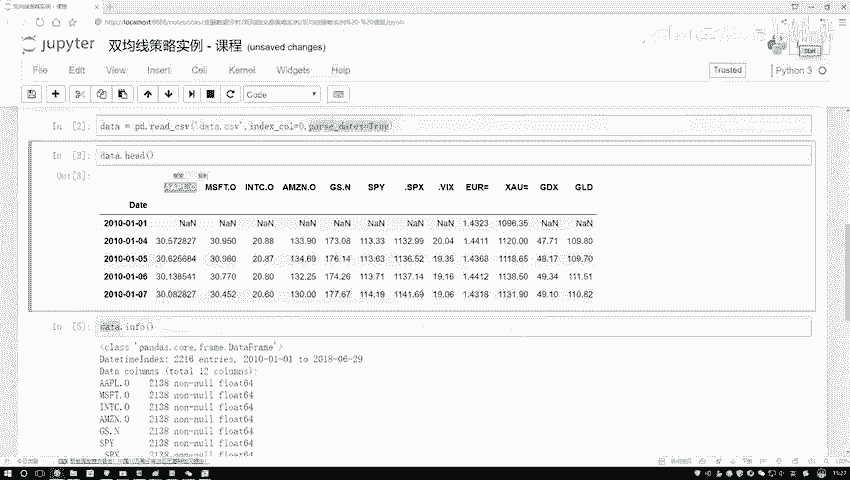 双均线策略实例 - 课程
jupyter 双均线策略实例 - 课程 (unsaved changes)
File Edit View Insert Cell Kernel Widgets Help
Trusted Python 3
Code
In [2]: data = pd.read_csv('data.csv',index_col=0,parse_dates=True)
In [3]: data.head()
Out[3]:
AAPL.O MSFT.O INTC.O AMZN.O GS.N SPY .SPX .VIX EUR= XAU= GDX GLD
Date
2010-01-01 NaN NaN NaN NaN NaN NaN NaN NaN 1.4323 1096.35 NaN NaN
2010-01-04 30.572827 30.950 20.88 133.90 173.08 113.33 1132.99 20.04 1.4411 1120.00 47.71 109.80
2010-01-05 30.625684 30.960 20.87 134.69 176.14 113.63 1136.52 19.35 1.4368 1118.65 48.17 109.70
2010-01-06 30.138541 30.770 20.80 132.25 174.26 113.71 1137.14 19.16 1.4412 1138.50 49.34 111.51
2010-01-07 30.082827 30.452 20.60 130.00 177.67 114.19 1141.69 19.06 1.4318 1131.90 49.10 110.82
In [5]: data.info()
<class 'pandas.core.frame.DataFrame'>
DatetimeIndex: 2216 entries, 2010-01-01 to 2018-06-29
Data columns (total 12 columns):
AAPL.O 2138 non-null float64
MSFT.O 2138 non-null float64
INTC.O 2138 non-null float64
AMZN.O 2138 non-null float64
GS.N 2138 non-null float64
SPY 2138 non-null float64